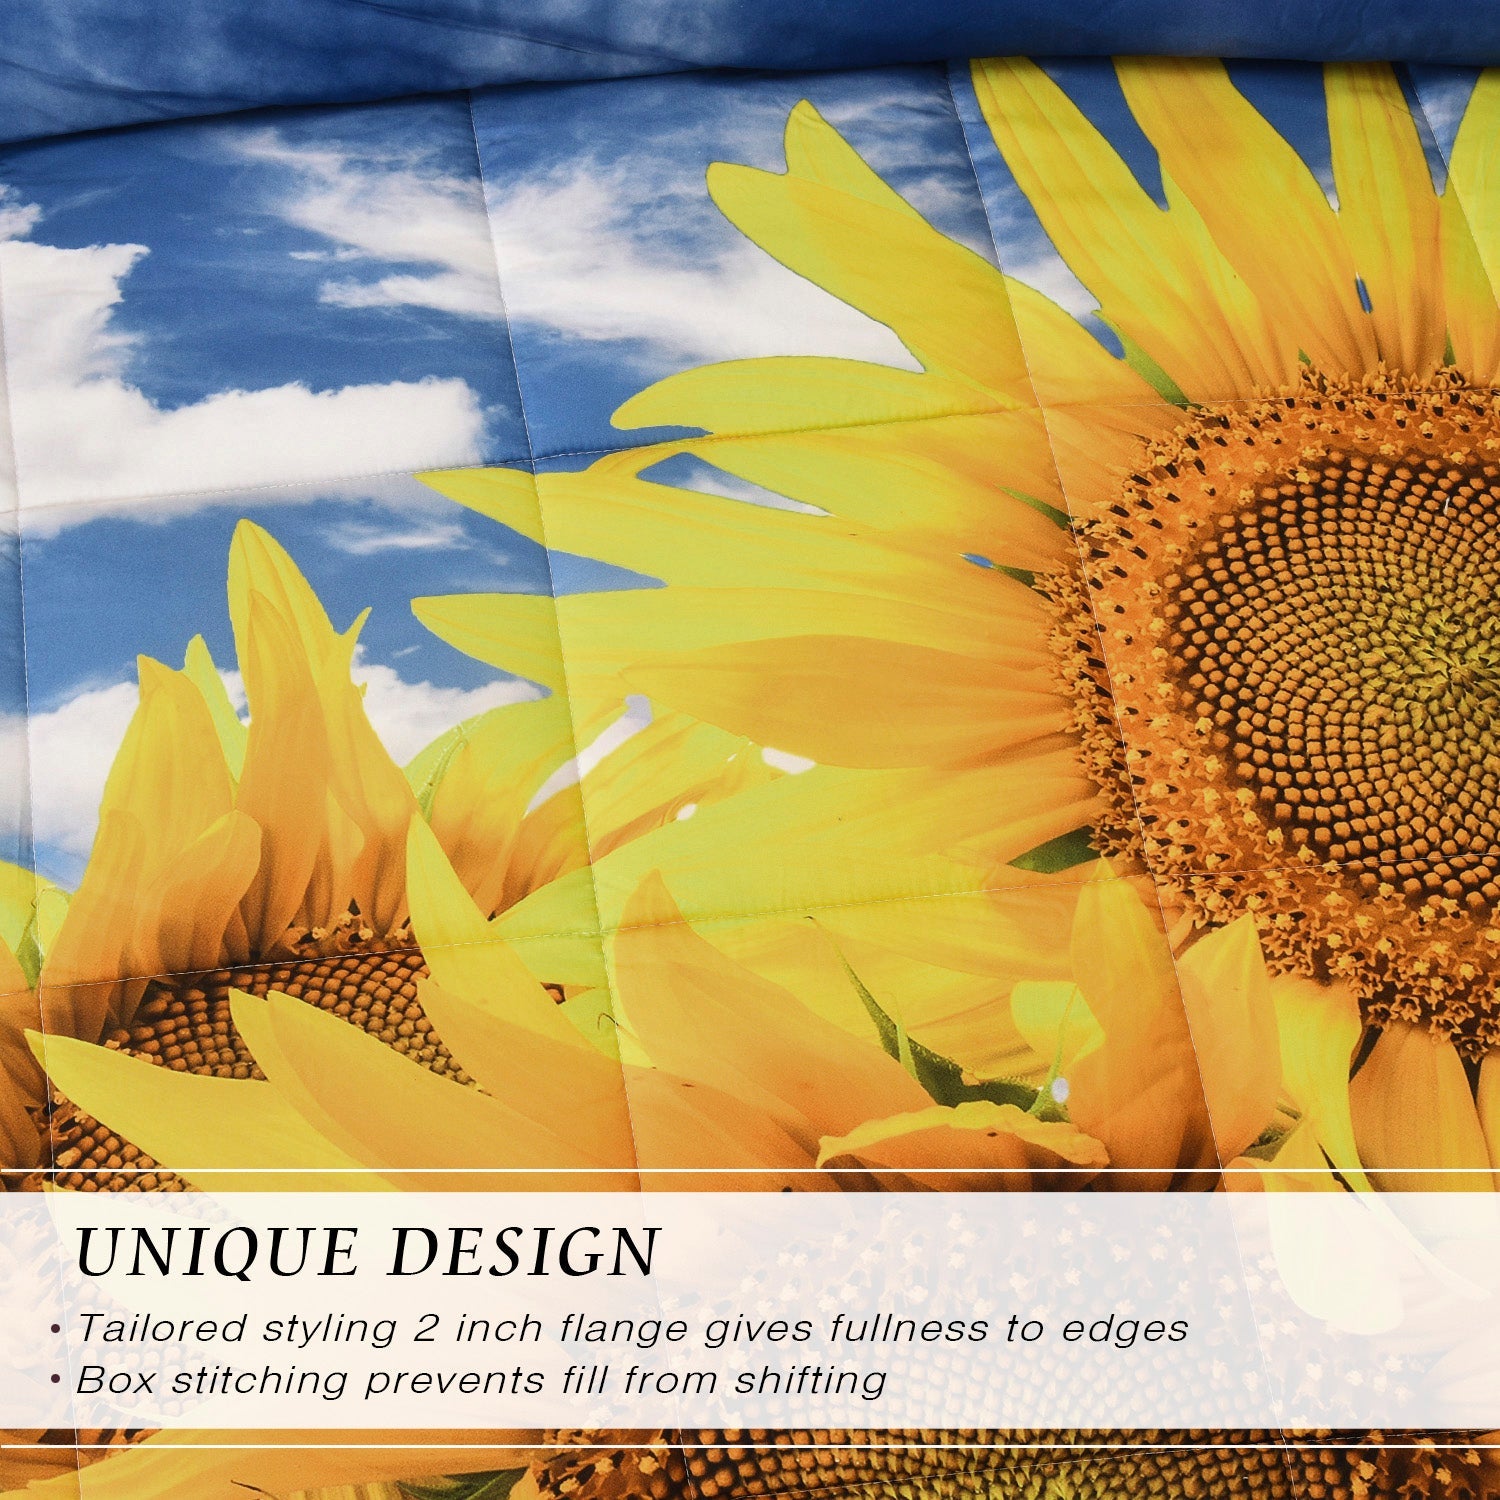 UNIQUE DESIGN
• Tailored styling 2 inch flange gives fullness to edges
• Box stitching prevents fill from shifting